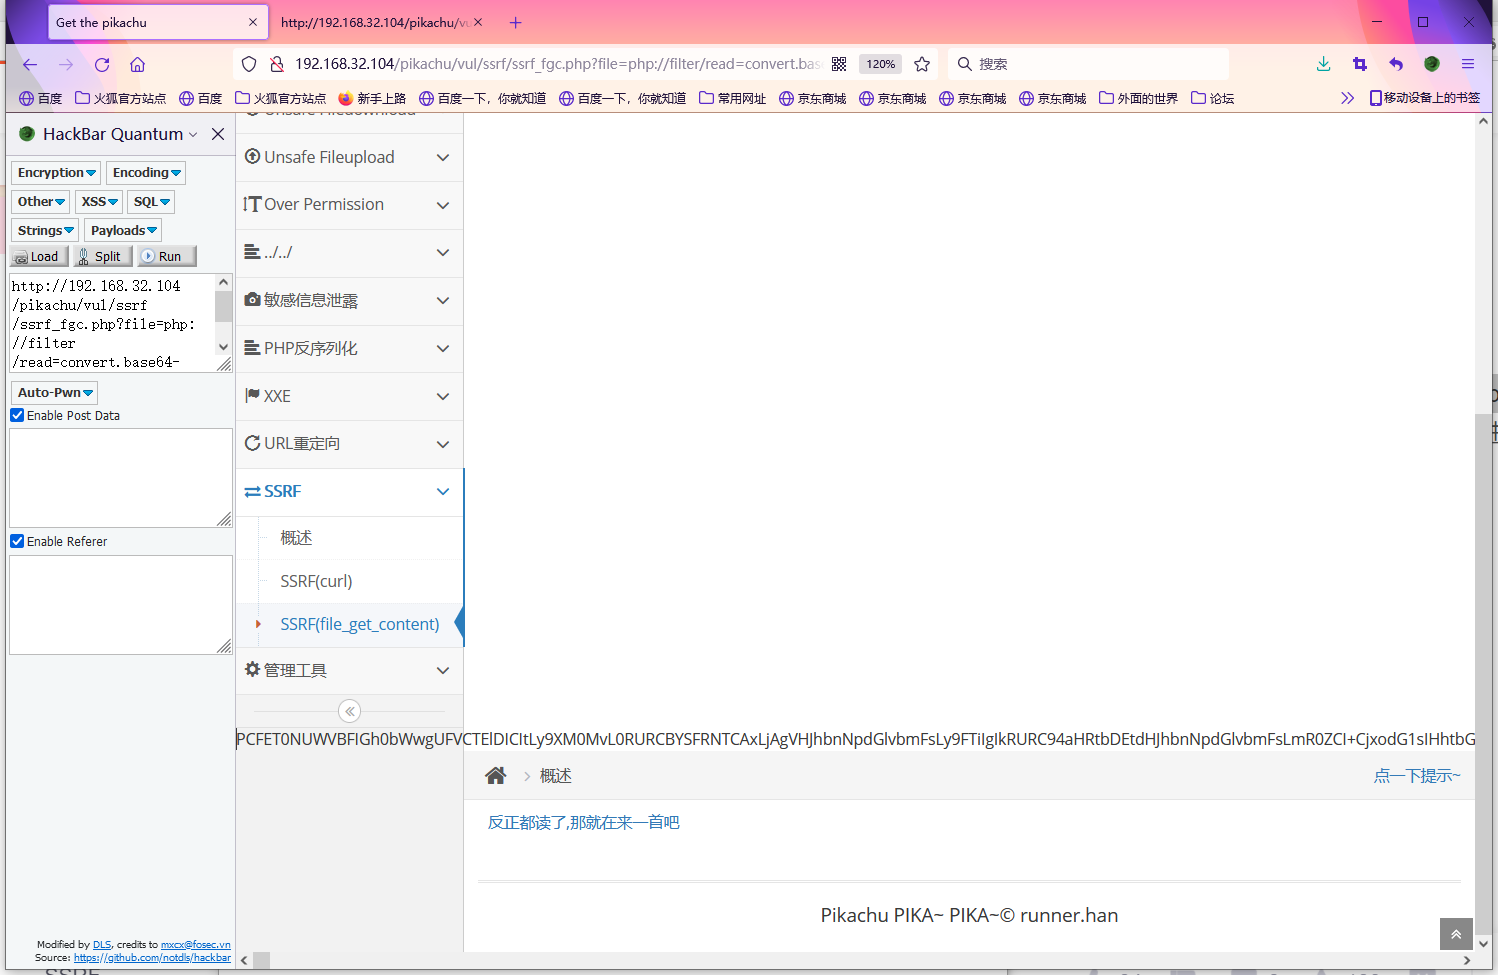 Get the pikachu
http://192.168.32.104/pikachu/vu
192.168.32.104/pikachu/vul/ssrf/ssrf_fgc.php?file=php://filter/read=convert.bas
120%
搜索
百度
火狐官方站点
百度
火狐官方站点
新手上路
百度一下，你就知道
百度一下，你就知道
常用网址
京东商城
京东商城
京东商城
京东商城
外面的世界
论坛
移动设备上的书签
HackBar Quantum
Encryption
Encoding
Other
XSS
SQL
Strings
Payloads
Load
Split
Run
http://192.168.32.104
/pikachu/vul/ssrf
/ssrf_fgc.php?file=php:
//filter
/read=convert.base64-
Auto-Pwn
Enable Post Data
Enable Referer
Modified by DLS, credits to mxcx@fosec.vn
Source: https://github.com/notdls/hackbar
Unsafe Filedownload
Unsafe Fileupload
Over Permission
../../
敏感信息泄露
PHP反序列化
XXE
URL重定向
SSRF
概述
SSRF(curl)
SSRF(file_get_content)
管理工具
PCFET0NUWVBFIGh0bWwgUFVCTElDICItLy9XM0MvL0RURCBYSFRNTCAxLjAgVHJhbnNpdGlvbmFsLy9FTiIgIkRURC94aHRtbDEtdHJhbnNpdGlvbmFsLmR0ZCI+CjxodG1sIHhtbG
概述
点一下提示~
反正都读了,那就在来一首吧
Pikachu PIKA~ PIKA~© runner.han